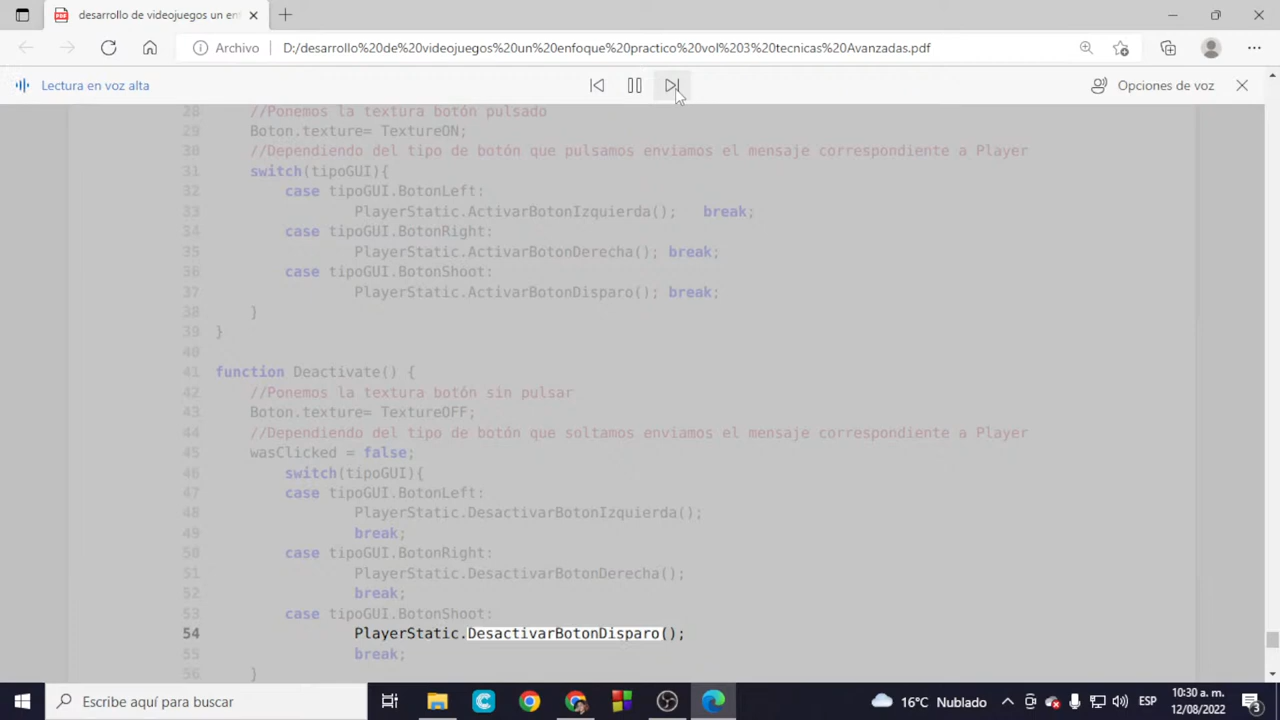 desarrollo de videojuegos un en
Archivo
D:/desarrollo%20de%20videojuegos%20un%20enfoque%20practico%20vol%203%20tecnicas%20Avanzadas.pdf
Lectura en voz alta
Opciones de voz
28 //Ponemos la textura botón pulsado
29 Boton.texture= TextureON;
30 //Dependiendo del tipo de botón que pulsamos enviamos el mensaje correspondiente a Player
31 switch(tipoGUI){
32 case tipoGUI.BotonLeft:
33 PlayerStatic.ActivarBotonIzquierda(); break;
34 case tipoGUI.BotonRight:
35 PlayerStatic.ActivarBotonDerecha(); break;
36 case tipoGUI.BotonShoot:
37 PlayerStatic.ActivarBotonDisparo(); break;
38 }
39 }
40
41 function Deactivate() {
42 //Ponemos la textura botón sin pulsar
43 Boton.texture= TextureOFF;
44 //Dependiendo del tipo de botón que soltamos enviamos el mensaje correspondiente a Player
45 wasClicked = false;
46 switch(tipoGUI){
47 case tipoGUI.BotonLeft:
48 PlayerStatic.DesactivarBotonIzquierda();
49 break;
50 case tipoGUI.BotonRight:
51 PlayerStatic.DesactivarBotonDerecha();
52 break;
53 case tipoGUI.BotonShoot:
54 PlayerStatic.DesactivarBotonDisparo();
55 break;
56 }
Escribe aquí para buscar
16°C Nublado
ESP
10:30 a. m.
12/08/2022
3